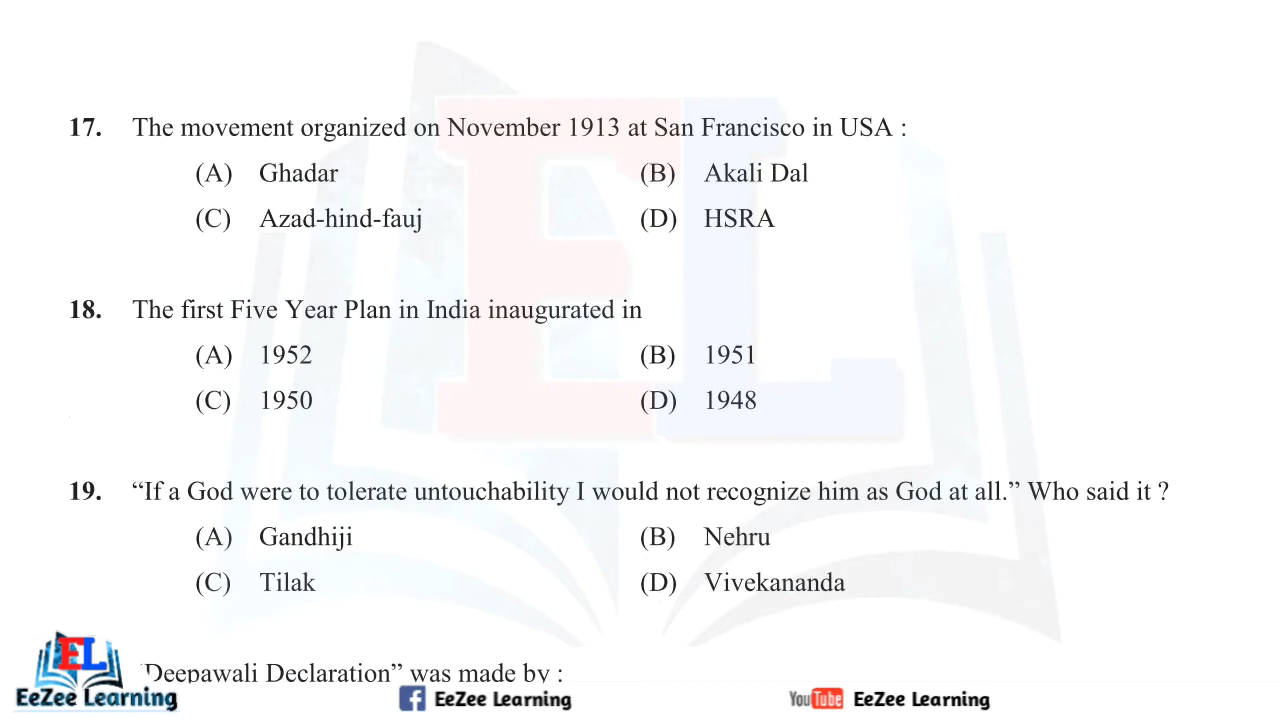 17. The movement organized on November 1913 at San Francisco in USA :
(A) Ghadar (B) Akali Dal
(C) Azad-hind-fauj (D) HSRA
18. The first Five Year Plan in India inaugurated in
(A) 1952 (B) 1951
(C) 1950 (D) 1948
19. “If a God were to tolerate untouchability I would not recognize him as God at all.” Who said it ?
(A) Gandhiji (B) Nehru
(C) Tilak (D) Vivekananda
Deepawali Declaration” was made by :
EL
EeZee Learning EeZee Learning YouTube EeZee Learning